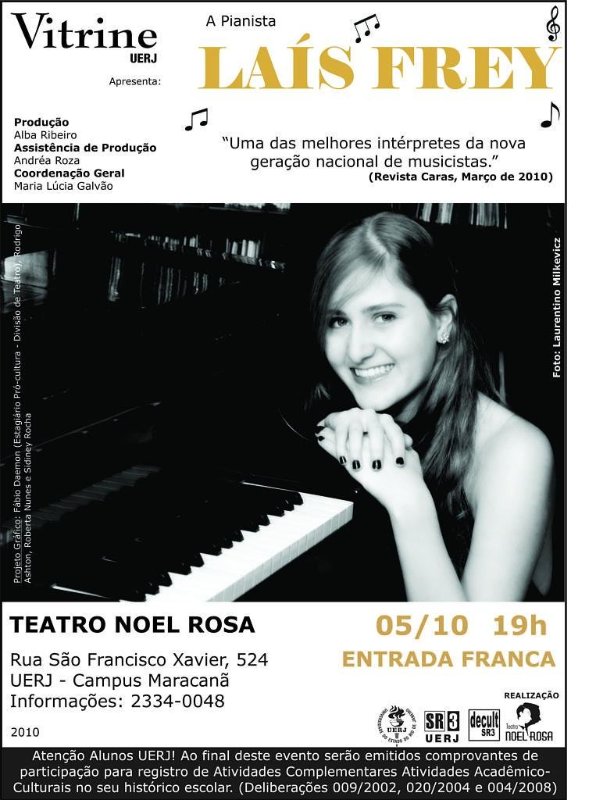 Vitrine
UERJ
Apresenta:
A Pianista
LAÍS FREY
Produção
Alba Ribeiro
Assistência de Produção
Andréa Roza
Coordenação Geral
Maria Lúcia Galvão
“Uma das melhores intérpretes da nova
geração nacional de musicistas.”
(Revista Caras, Março de 2010)
Projeto Gráfico: Fábio Daemon (Estagiário Pró-cultura - Divisão de Teatro), Rodrigo
Ashton, Roberta Nunes e Sidiney Rocha
Foto: Laurentino Milkevicz
TEATRO NOEL ROSA
Rua São Francisco Xavier, 524
UERJ - Campus Maracanã
Informações: 2334-0048
2010
05/10 19h
ENTRADA FRANCA
REALIZAÇÃO
UERJ
SR3
UERJ
decult
SR3
Teatro
NOEL ROSA
Atenção Alunos UERJ! Ao final deste evento serão emitidos comprovantes de
participação para registro de Atividades Complementares Atividades Acadêmico-
Culturais no seu histórico escolar. (Deliberações 009/2002, 020/2004 e 004/2008)